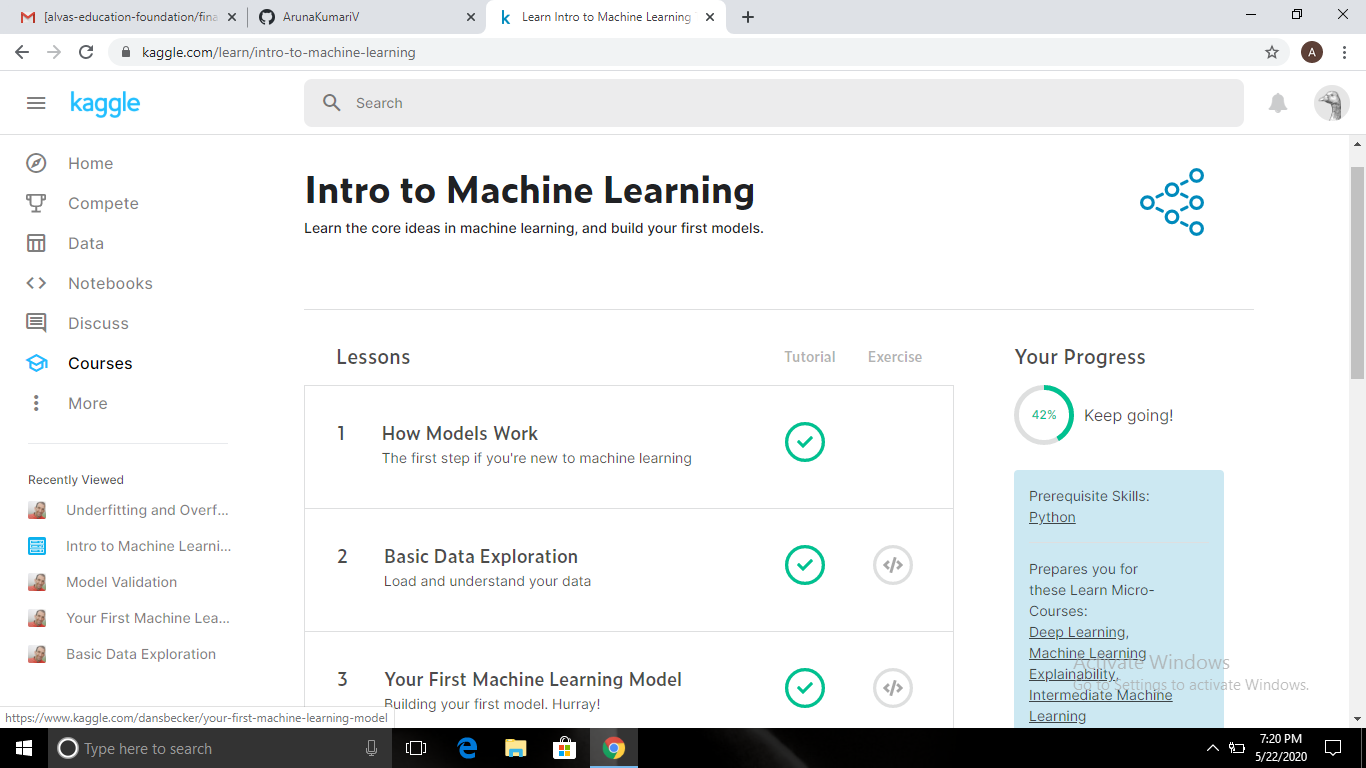 [alvas-education-foundation/fina
ArunaKumariV
Learn Intro to Machine Learning
kaggle.com/learn/intro-to-machine-learning
A
kaggle
Search
Home
Compete
Data
Notebooks
Discuss
Courses
More
Recently Viewed
Underfitting and Overf...
Intro to Machine Learni...
Model Validation
Your First Machine Lea...
Basic Data Exploration
Intro to Machine Learning
Learn the core ideas in machine learning, and build your first models.
Lessons
Tutorial
Exercise
1
How Models Work
The first step if you're new to machine learning
2
Basic Data Exploration
Load and understand your data
3
Your First Machine Learning Model
Building your first model. Hurray!
Your Progress
42%
Keep going!
Prerequisite Skills:
Python
Prepares you for
these Learn Micro-
Courses:
Deep Learning,
Machine Learning
Explainability,
Intermediate Machine
Learning
Activate Windows
Go to Settings to activate Windows.
https://www.kaggle.com/dansbecker/your-first-machine-learning-model
Type here to search
7:20 PM
5/22/2020